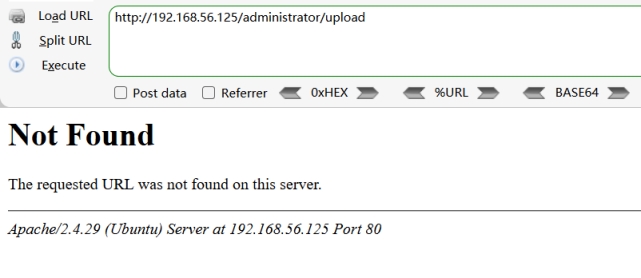 Load URL
http://192.168.56.125/administrator/upload
Split URL
Execute
Post data Referrer 0xHEX %URL BASE64
Not Found
The requested URL was not found on this server.
Apache/2.4.29 (Ubuntu) Server at 192.168.56.125 Port 80